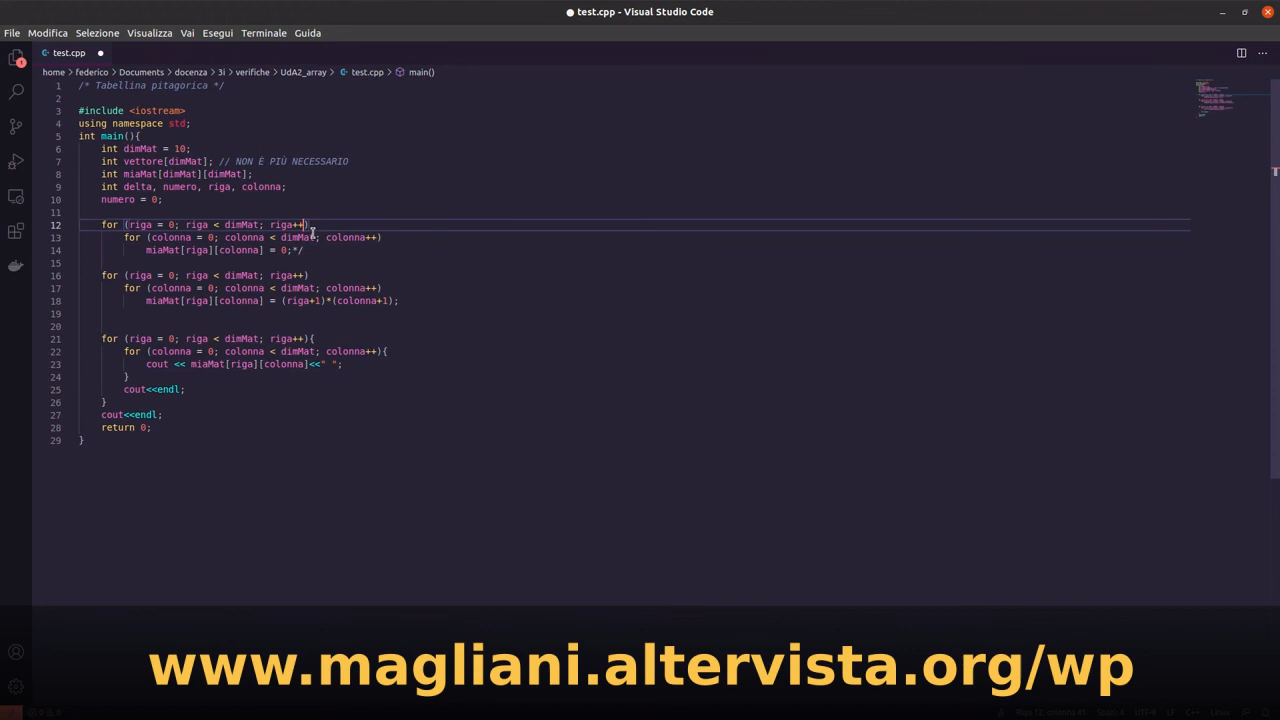 ● test.cpp - Visual Studio Code
File Modifica Selezione Visualizza Vai Esegui Terminale Guida
test.cpp ●
home > federico > Documents > docenza > 3i > verifiche > UdA2_array > test.cpp > main()
1 /* Tabellina pitagorica */
2
3 #include <iostream>
4 using namespace std;
5 int main(){
6 int dimMat = 10;
7 int vettore[dimMat]; // NON È PIÙ NECESSARIO
8 int miaMat[dimMat][dimMat];
9 int delta, numero, riga, colonna;
10 numero = 0;
11
12 for (riga = 0; riga < dimMat; riga++)
13 for (colonna = 0; colonna < dimMat; colonna++)
14 miaMat[riga][colonna] = 0;*/
15
16 for (riga = 0; riga < dimMat; riga++)
17 for (colonna = 0; colonna < dimMat; colonna++)
18 miaMat[riga][colonna] = (riga+1)*(colonna+1);
19
20
21 for (riga = 0; riga < dimMat; riga++){
22 for (colonna = 0; colonna < dimMat; colonna++){
23 cout << miaMat[riga][colonna]<<" ";
24 }
25 cout<<endl;
26 }
27 cout<<endl;
28 return 0;
29 }
www.magliani.altervista.org/wp